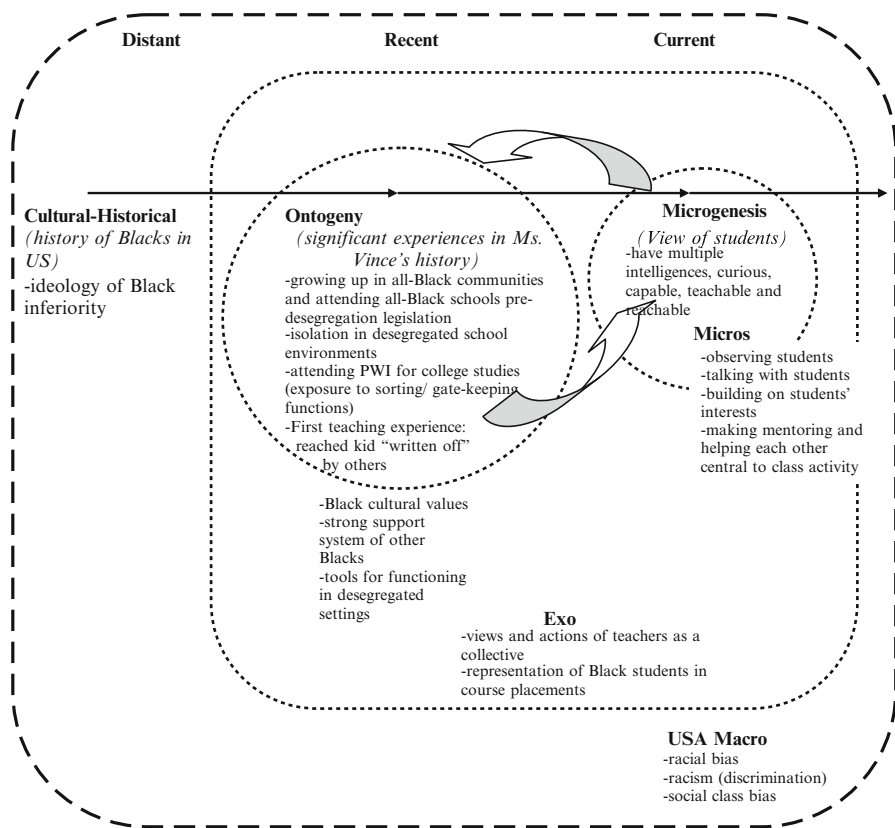 Distant
Recent
Current
Cultural-Historical
(history of Blacks in
US)
-ideology of Black
inferiority
Ontogeny
(significant experiences in Ms.
Vince's history)
-growing up in all-Black communities
and attending all-Black schools pre-
desegregation legislation
-isolation in desegregated school
environments
-attending PWI for college studies
(exposure to sorting/ gate-keeping
functions)
-First teaching experience:
reached kid “written off”
by others
-Black cultural values
-strong support
system of other
Blacks
-tools for functioning
in desegregated
settings
Microgenesis
(View of students)
-have multiple
intelligences, curious,
capable, teachable and
reachable
Micros
-observing students
-talking with students
-building on students’
interests
-making mentoring and
helping each other
central to class activity
Exo
-views and actions of teachers as a
collective
-representation of Black students in
course placements
USA Macro
-racial bias
-racism (discrimination)
-social class bias